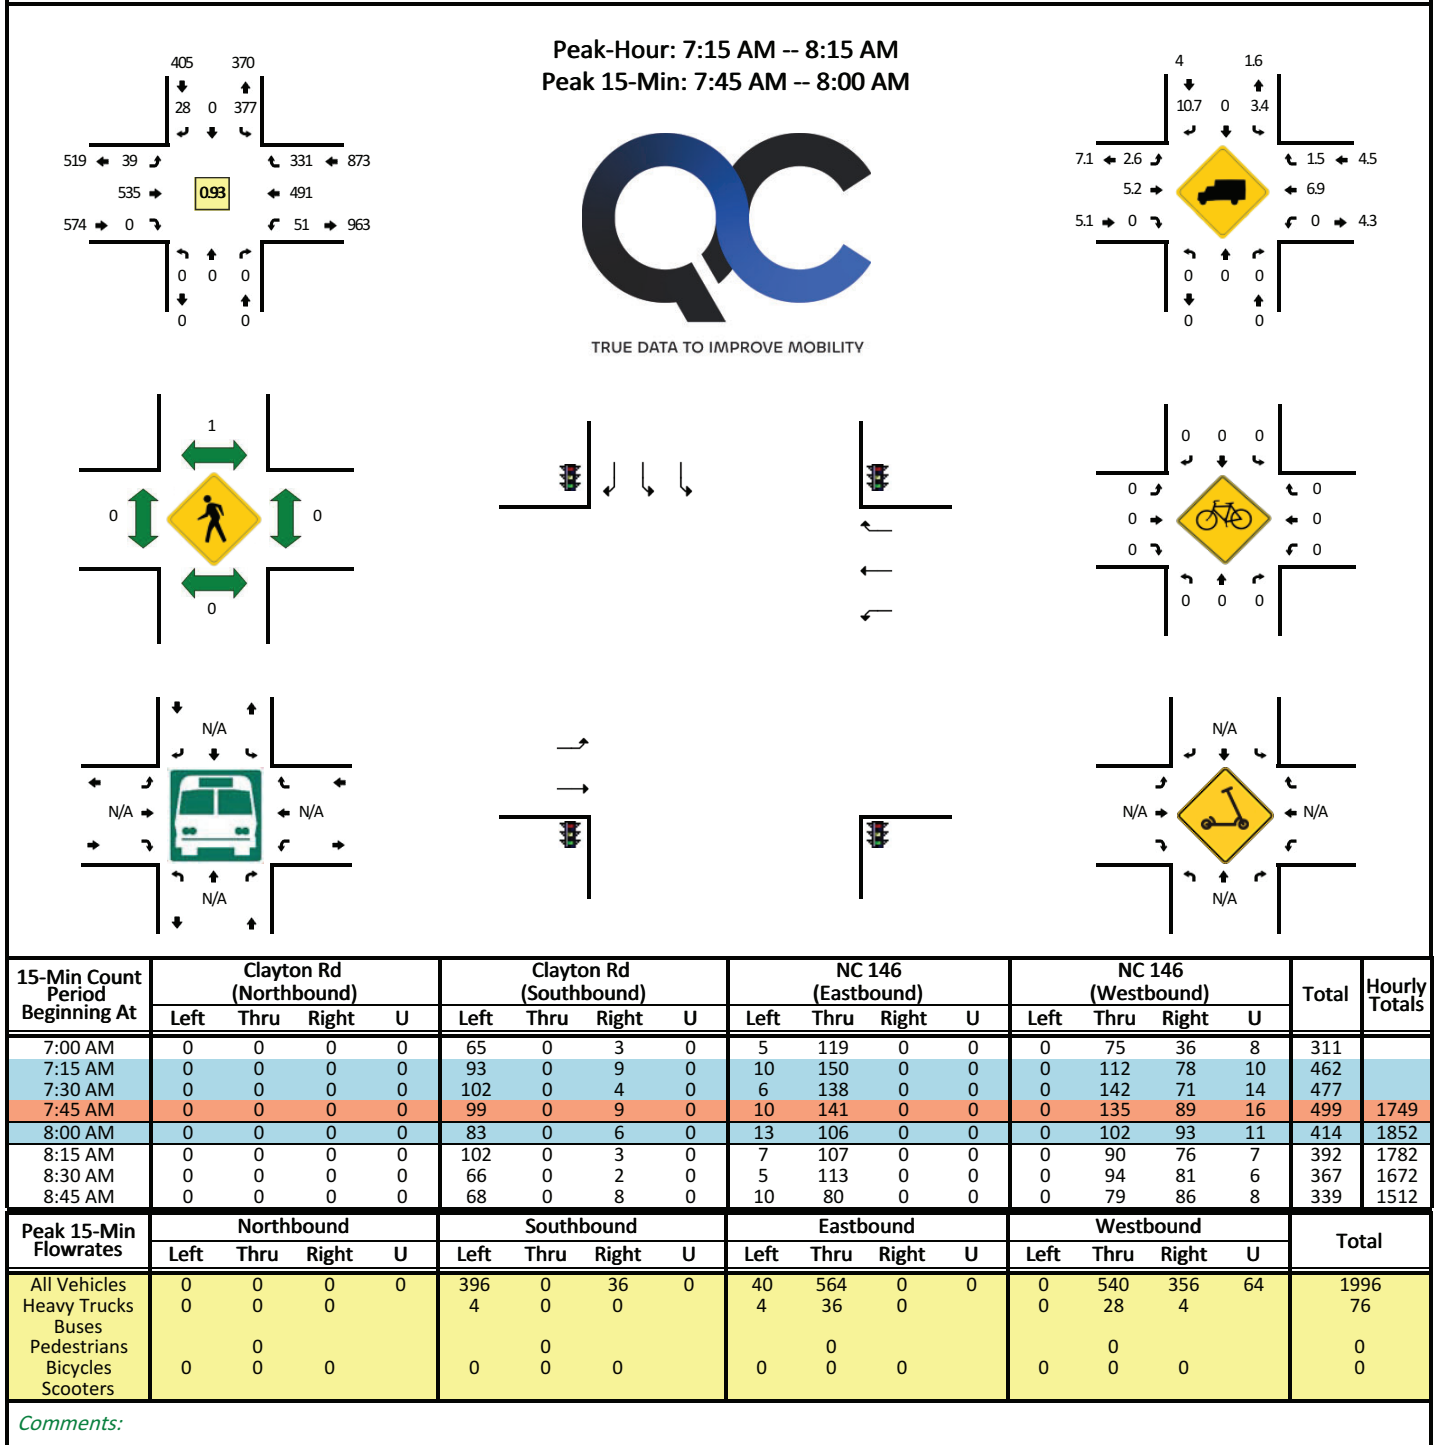 Peak-Hour: 7:15 AM -- 8:15 AM
Peak 15-Min: 7:45 AM -- 8:00 AM
405 370
28 0 377
519 39 331 873
535 0.93 491
574 0 51 963
0 0 0
0 0
QC
TRUE DATA TO IMPROVE MOBILITY
4 1.6
10.7 0 3.4
7.1 2.6 1.5 4.5
5.2 6.9
5.1 0 0 4.3
0 0 0
0 0
1
0 0
0
0 0 0
0 0
0 0
0 0
0 0 0
N/A
N/A N/A
N/A
N/A
N/A N/A
N/A
15-Min Count Period Beginning At Clayton Rd (Northbound) Clayton Rd (Southbound) NC 146 (Eastbound) NC 146 (Westbound) Total Hourly Totals
Left Thru Right U Left Thru Right U Left Thru Right U Left Thru Right U
7:00 AM 0 0 0 0 65 0 3 0 5 119 0 0 0 75 36 8 311
7:15 AM 0 0 0 0 93 0 9 0 10 150 0 0 0 112 78 10 462
7:30 AM 0 0 0 0 102 0 4 0 6 138 0 0 0 142 71 14 477
7:45 AM 0 0 0 0 99 0 9 0 10 141 0 0 0 135 89 16 499 1749
8:00 AM 0 0 0 0 83 0 6 0 13 106 0 0 0 102 93 11 414 1852
8:15 AM 0 0 0 0 102 0 3 0 7 107 0 0 0 90 76 7 392 1782
8:30 AM 0 0 0 0 66 0 2 0 5 113 0 0 0 94 81 6 367 1672
8:45 AM 0 0 0 0 68 0 8 0 10 80 0 0 0 79 86 8 339 1512
Peak 15-Min Flowrates Northbound Southbound Eastbound Westbound Total
Left Thru Right U Left Thru Right U Left Thru Right U Left Thru Right U
All Vehicles 0 0 0 0 396 0 36 0 40 564 0 0 0 540 356 64 1996
Heavy Trucks 0 0 0 4 0 0 4 36 0 0 28 4 76
Buses
Pedestrians 0 0 0 0 0
Bicycles 0 0 0 0 0 0 0 0 0 0 0 0 0
Scooters
Comments: